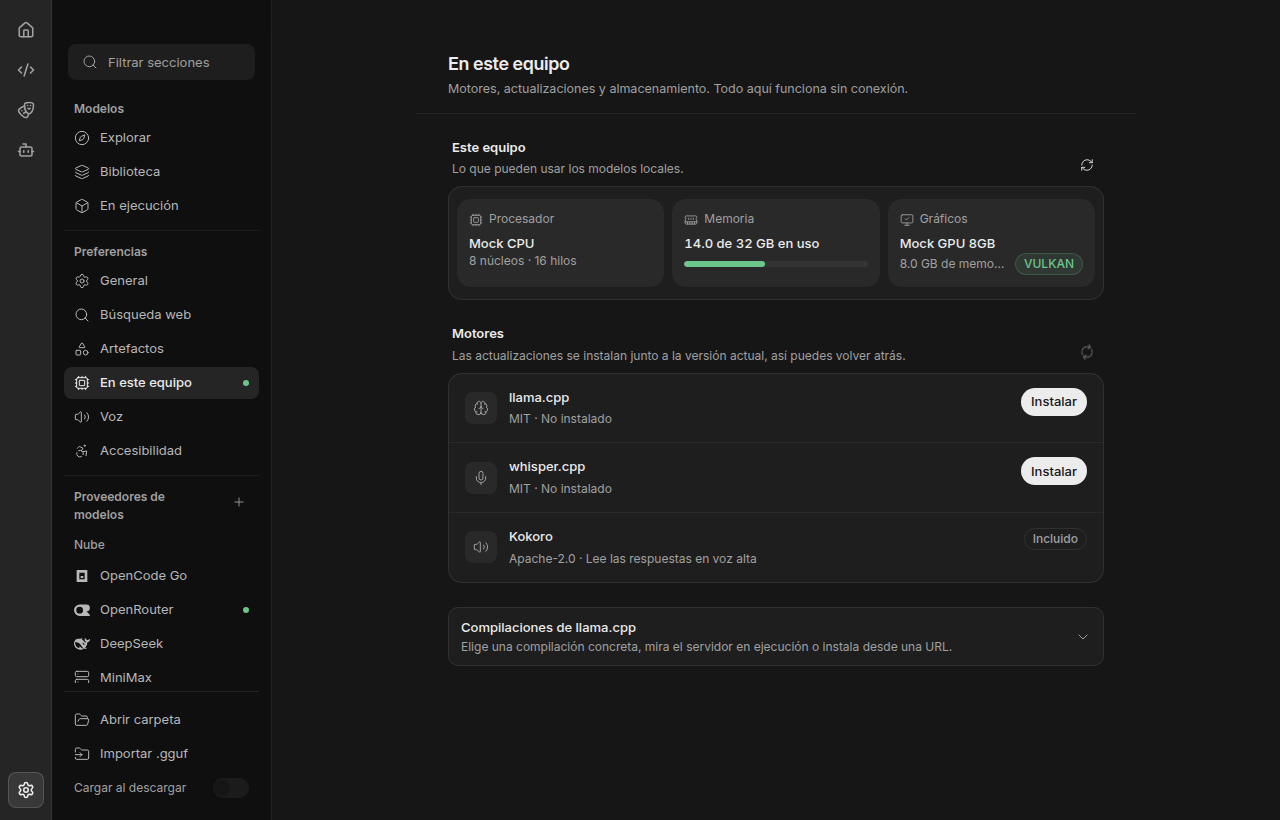 Filtrar secciones
Modelos
Explorar
Biblioteca
En ejecución
Preferencias
General
Búsqueda web
Artefactos
En este equipo
Voz
Accesibilidad
Proveedores de
modelos
Nube
OpenCode Go
OpenRouter
DeepSeek
MiniMax
Abrir carpeta
Importar .gguf
Cargar al descargar
En este equipo
Motores, actualizaciones y almacenamiento. Todo aquí funciona sin conexión.
Este equipo
Lo que pueden usar los modelos locales.
Procesador
Mock CPU
8 núcleos · 16 hilos
Memoria
14.0 de 32 GB en uso
Gráficos
Mock GPU 8GB
8.0 GB de memo... VULKAN
Motores
Las actualizaciones se instalan junto a la versión actual, así puedes volver atrás.
llama.cpp
MIT · No instalado
Instalar
whisper.cpp
MIT · No instalado
Instalar
Kokoro
Apache-2.0 · Lee las respuestas en voz alta
Incluido
Compilaciones de llama.cpp
Elige una compilación concreta, mira el servidor en ejecución o instala desde una URL.